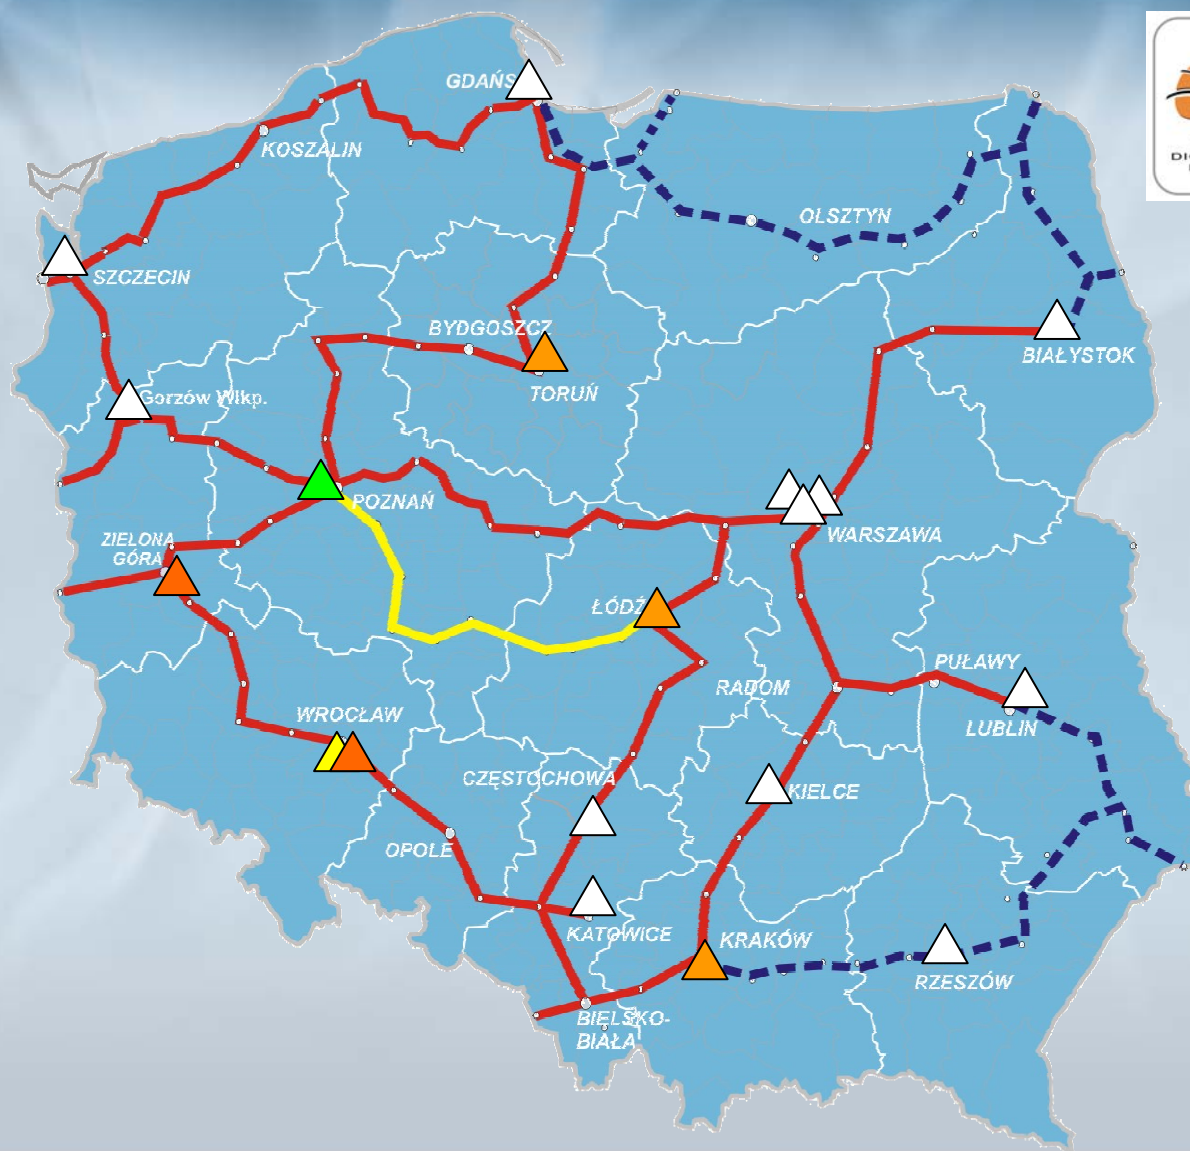 GDAŃS
KOSZALIN
OLSZTYN
SZCZECIN
BYDGOSZCZ
BIAŁYSTOK
TORUŃ
Gorzów Wlkp.
POZNAŃ
WARSZAWA
ZIELONA
GÓRA
ŁÓDŹ
PUŁAWY
RADOM
WROCŁAW
LUBLIN
CZĘSTOCHOWA
KIELCE
OPOLE
KATOWICE
KRAKÓW
RZESZÓW
BIELSKO-
BIAŁA